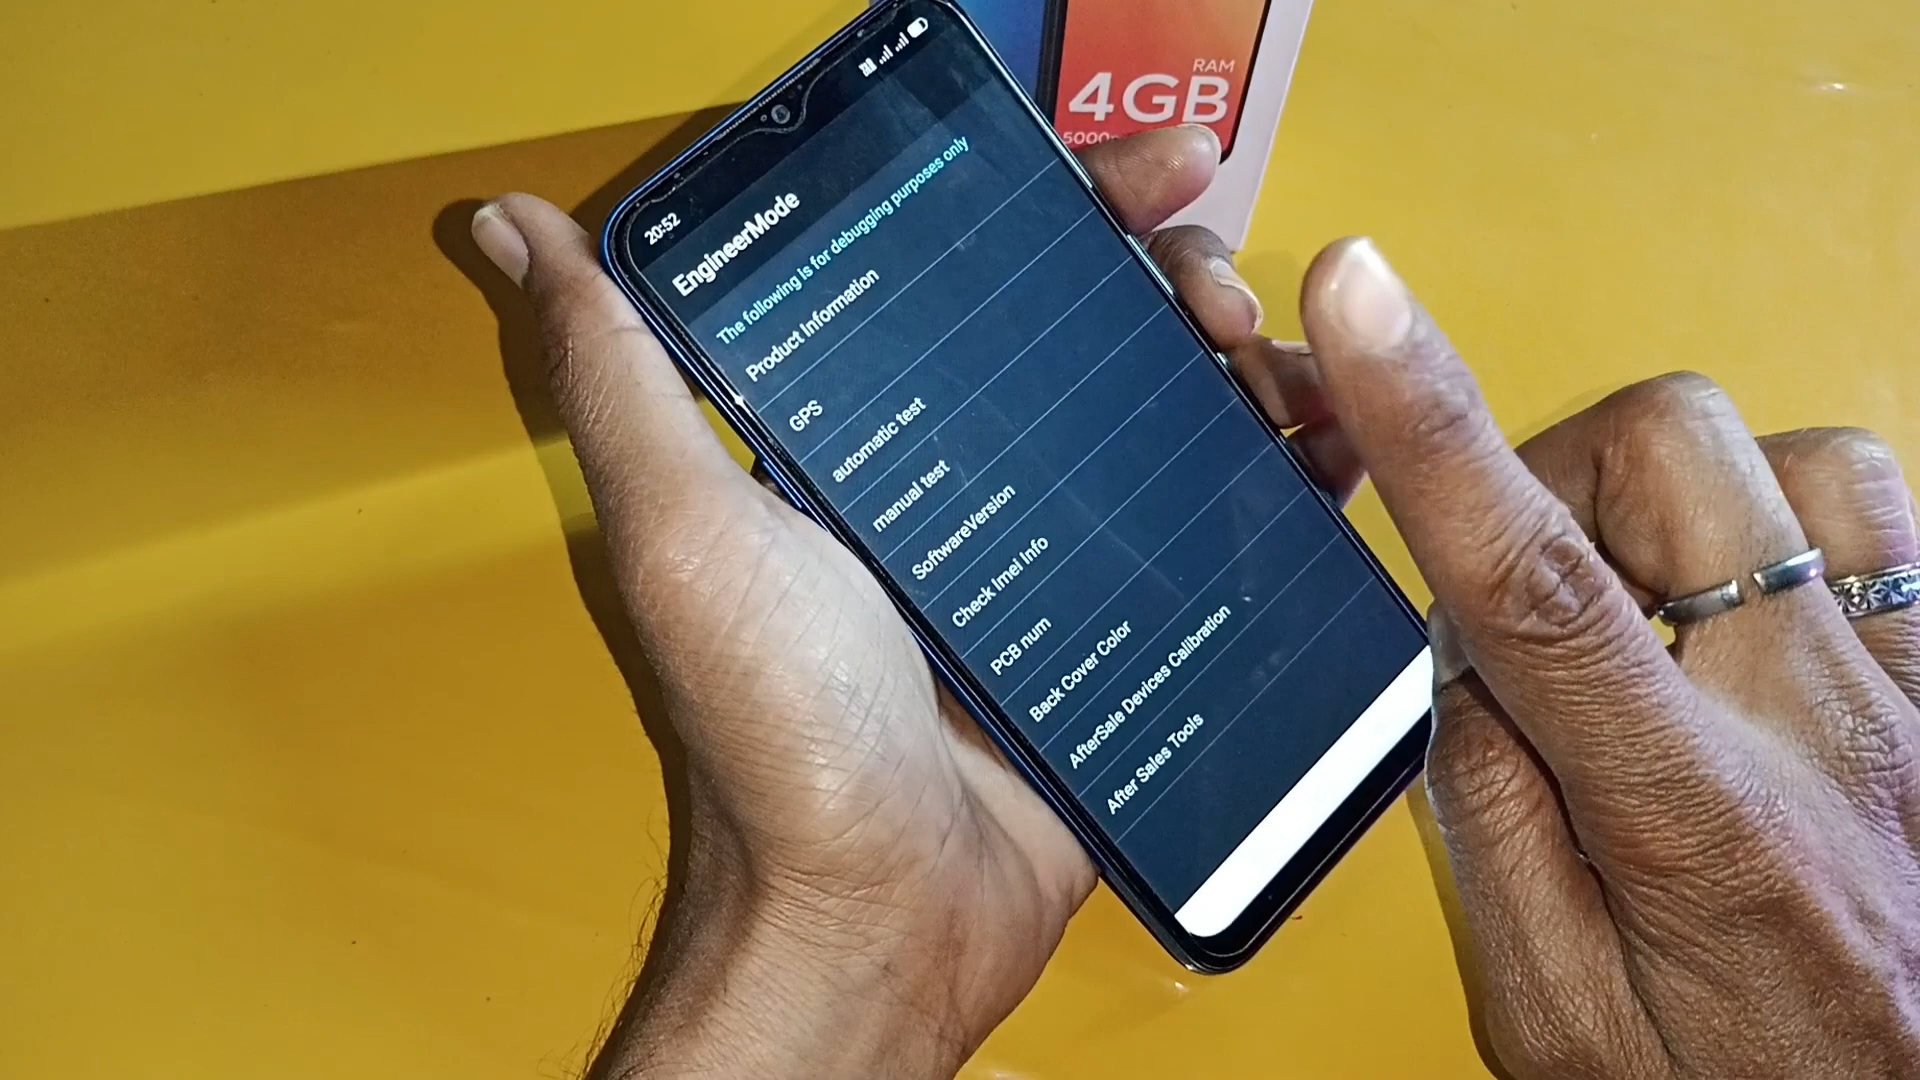 RAM
4GB
5000
20:52
EngineerMode
The following is for debugging purposes only
Product Information
GPS
automatic test
manual test
SoftwareVersion
Check Imei Info
PCB num
Back Cover Color
AfterSale Devices Calibration
After Sales Tools